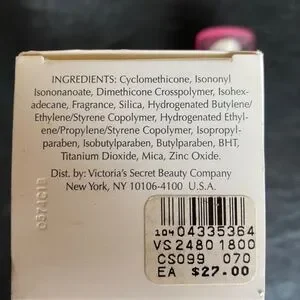 INGREDIENTS: Cyclomethicone, Isononyl
Isononanoate, Dimethicone Crosspolymer, Isohex-
adecane, Fragrance, Silica, Hydrogenated Butylene/
Ethylene/Styrene Copolymer, Hydrogenated Ethyl-
ene/Propylene/Styrene Copolymer, Isopropyl-
paraben, Isobutylparaben, Butylparaben, BHT,
Titanium Dioxide, Mica, Zinc Oxide.
Dist. by: Victoria's Secret Beauty Company
New York, NY 10106-4100 U.S.A.
104 04335364
VS2480 1800
CS099 070
EA $27.00